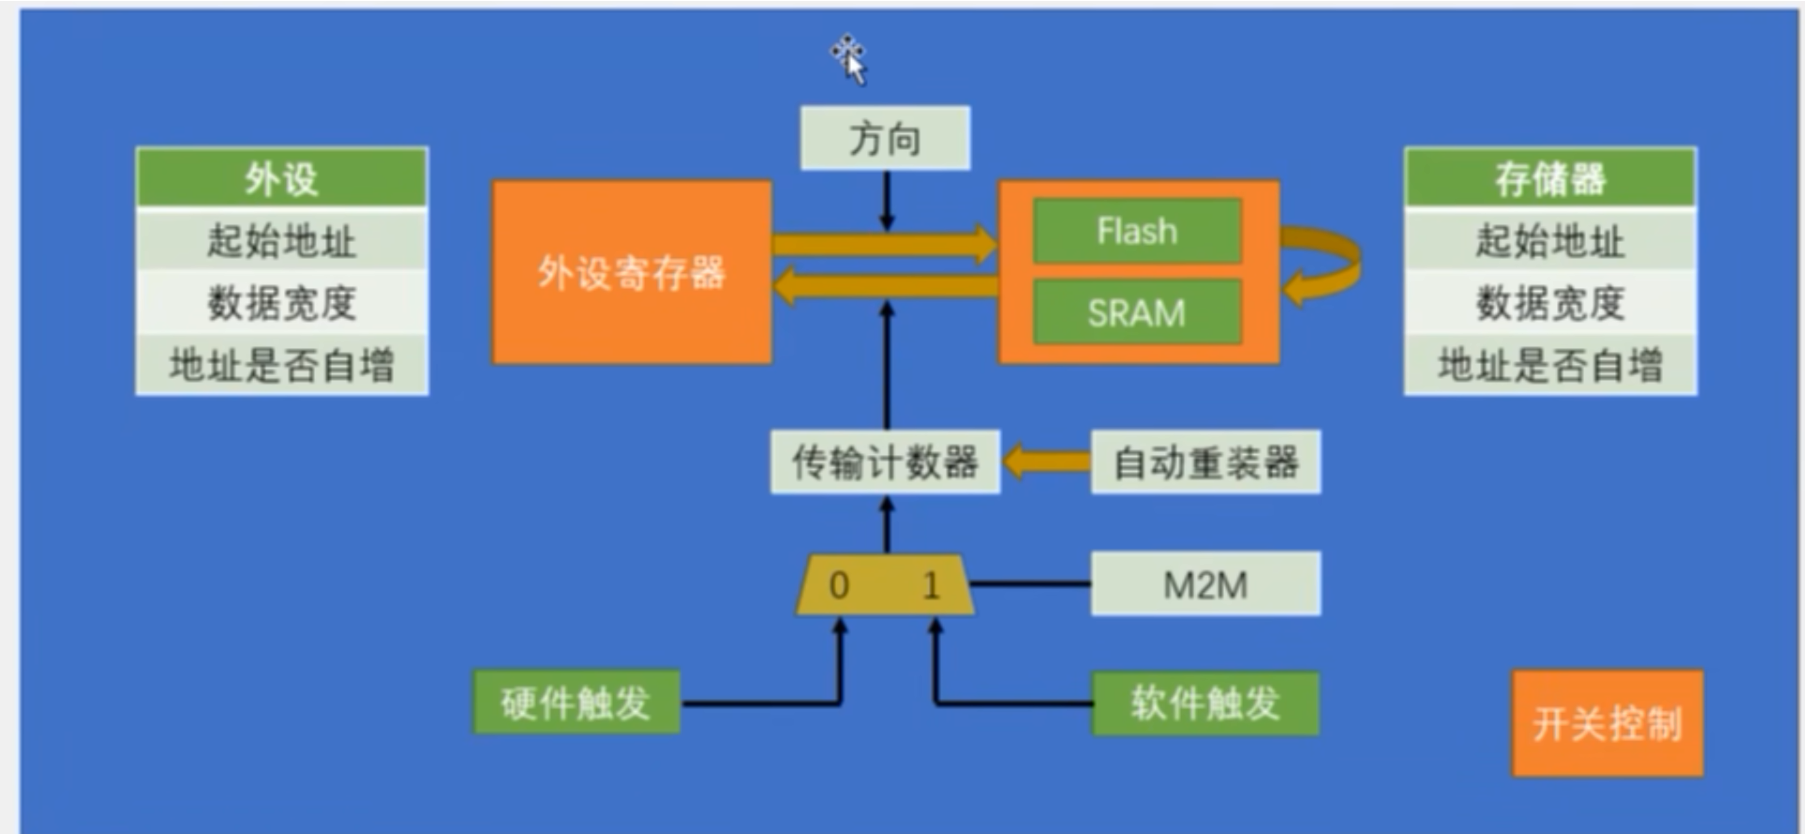 方向
外设
起始地址
数据宽度
地址是否自增
外设寄存器
Flash
SRAM
存储器
起始地址
数据宽度
地址是否自增
传输计数器
自动重装器
0 1
M2M
硬件触发
软件触发
开关控制